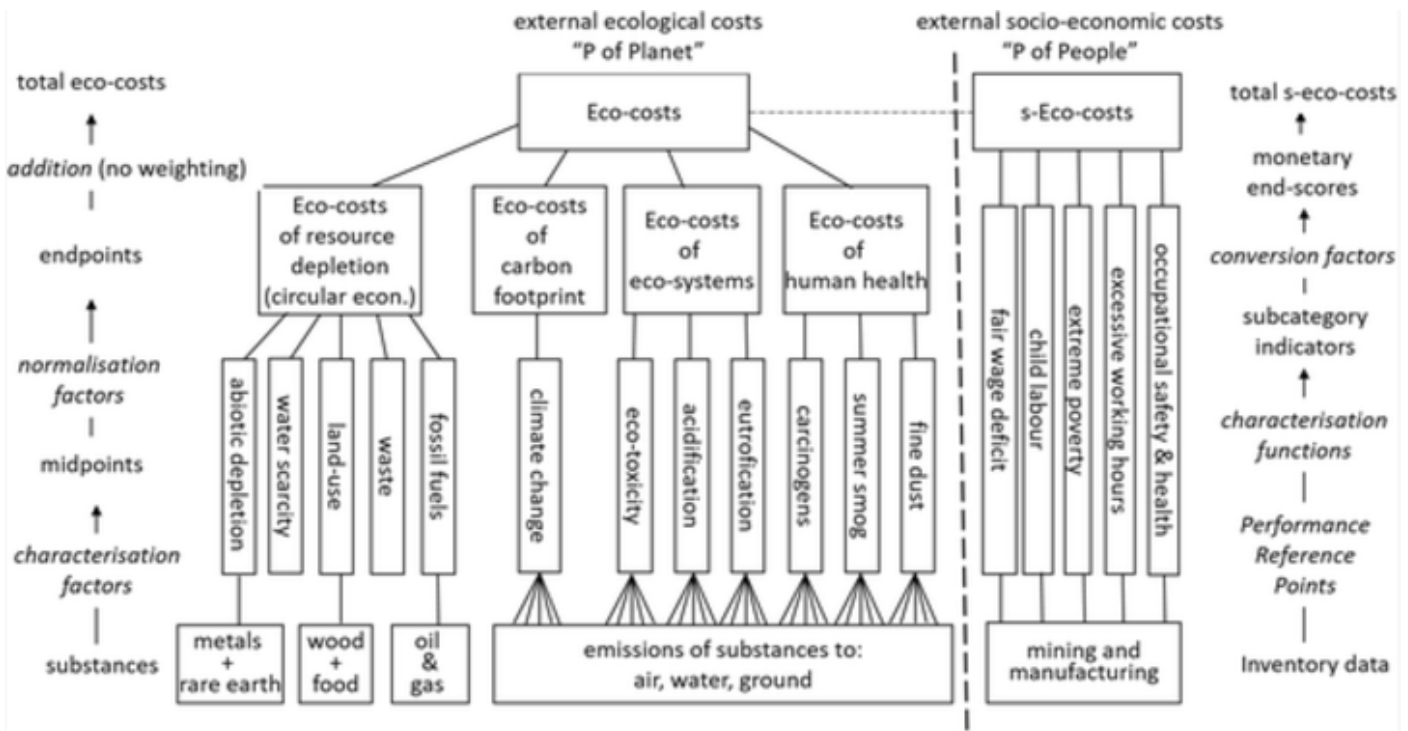 external ecological costs
“P of Planet”
external socio-economic costs
“P of People”
total eco-costs
addition (no weighting)
endpoints
normalisation
factors
midpoints
characterisation
factors
substances
Eco-costs
Eco-costs
of resource
depletion
(circular econ.)
Eco-costs
of
carbon
footprint
Eco-costs
of
eco-systems
Eco-costs
of
human health
abiotic depletion
water scarcity
land-use
waste
fossil fuels
climate change
eco-toxicity
acidification
eutrofication
carcinogens
summer smog
fine dust
metals
+
rare earth
wood
+
food
oil
&
gas
emissions of substances to:
air, water, ground
s-Eco-costs
fair wage deficit
child labour
extreme poverty
excessive working hours
occupational safety & health
mining and
manufacturing
total s-eco-costs
monetary
end-scores
conversion factors
subcategory
indicators
characterisation
functions
Performance
Reference
Points
Inventory data